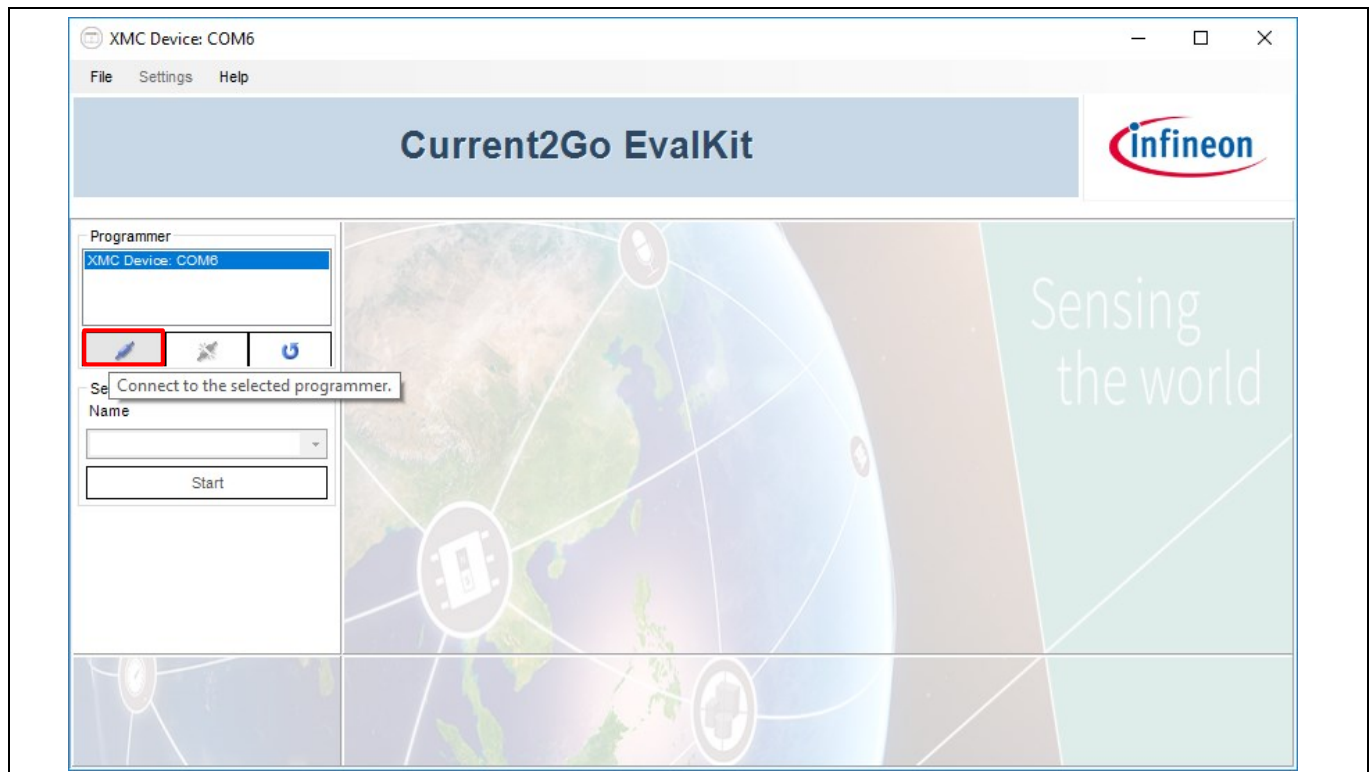 XMC Device: COM6
File Settings Help
Current2Go EvalKit
infineon
Programmer
XMC Device: COM6
Connect to the selected programmer.
Se
Name
Start
Sensing
the world